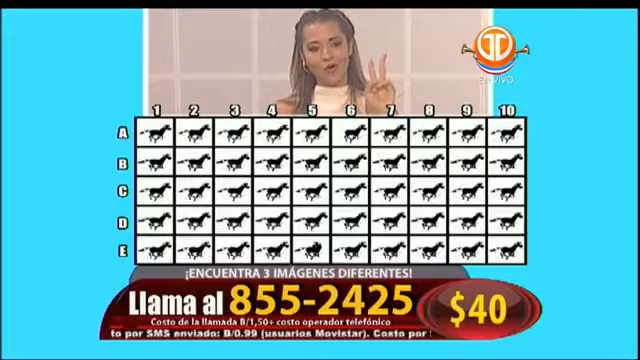 EN VIVO
1 2 3 4 5 6 7 8 9 10
A
B
C
D
E
¡ENCUENTRA 3 IMÁGENES DIFERENTES!
Llama al 855-2425
$40
Costo de la llamada B/1,50+ costo operador telefónico
to por SMS enviado: B/0.99 (usuarios Movistar). Costo por